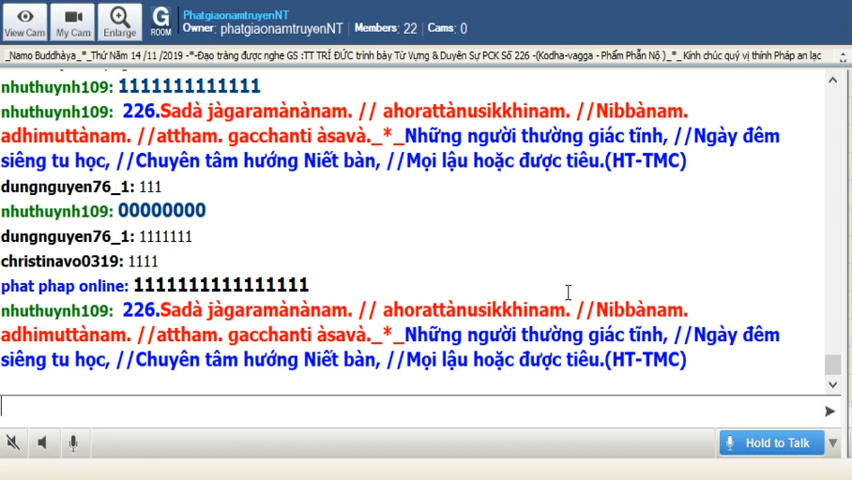 View Cam
My Cam
Enlarge
G
ROOM
PhatgiaonamtruyenNT
Owner: phatgiaonamtruyenNT Members: 22 Cams: 0
_Namo Buddhàya_*_Thứ Năm 14 /11 /2019 -*-Đạo tràng được nghe GS :TT TRÍ ĐỨC trình bày Từ Vựng & Duyên Sự PCK Số 226 -(Kodha-vagga - Phẩm Phẫn Nộ )_*_ Kính chúc quý vị thính Pháp an lạc
nhuthuynh109: 1111111111111
nhuthuynh109: 226.Sadà jàgaramànànam. // ahorattànusikkhinam. //Nibbànam.
adhimuttànam. //attham. gacchanti àsavà._*_Những người thường giác tĩnh, //Ngày đêm
siêng tu học, //Chuyên tâm hướng Niết bàn, //Mọi lậu hoặc được tiêu.(HT-TMC)
dungnguyen76_1: 111
nhuthuynh109: 00000000
dungnguyen76_1: 1111111
christinavo0319: 1111
phat phap online: 1111111111111111
nhuthuynh109: 226.Sadà jàgaramànànam. // ahorattànusikkhinam. //Nibbànam.
adhimuttànam. //attham. gacchanti àsavà._*_Những người thường giác tĩnh, //Ngày đêm
siêng tu học, //Chuyên tâm hướng Niết bàn, //Mọi lậu hoặc được tiêu.(HT-TMC)
Hold to Talk